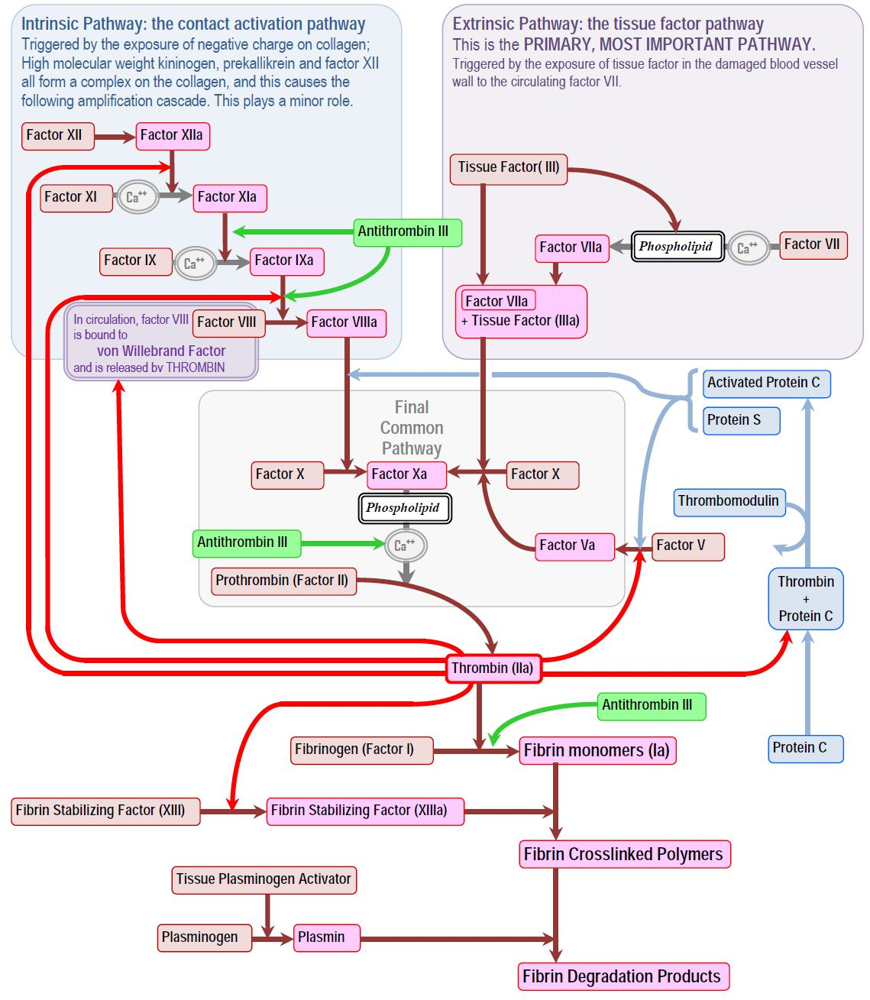 Intrinsic Pathway: the contact activation pathway
Triggered by the exposure of negative charge on collagen;
High molecular weight kininogen, prekallikrein and factor XII
all form a complex on the collagen, and this causes the
following amplification cascade. This plays a minor role.
Extrinsic Pathway: the tissue factor pathway
This is the PRIMARY, MOST IMPORTANT PATHWAY.
Triggered by the exposure of tissue factor in the damaged blood vessel
wall to the circulating factor VII.
Factor XII
Factor XIIa
Tissue Factor( III)
Factor XI
Ca++
Factor XIa
Antithrombin III
Factor IX
Ca++
Factor IXa
Factor VIIa
Phospholipid
Ca++
Factor VII
Factor VIIa
+ Tissue Factor (IIIa)
In circulation, factor VIII
is bound to
von Willebrand Factor
and is released by THROMBIN
Factor VIII
Factor VIIIa
Activated Protein C
Protein S
Final
Common
Pathway
Factor X
Factor Xa
Factor X
Phospholipid
Thrombomodulin
Antithrombin III
Ca++
Factor Va
Factor V
Prothrombin (Factor II)
Thrombin
+
Protein C
Thrombin (IIa)
Antithrombin III
Fibrinogen (Factor I)
Fibrin monomers (Ia)
Protein C
Fibrin Stabilizing Factor (XIII)
Fibrin Stabilizing Factor (XIIIa)
Fibrin Crosslinked Polymers
Tissue Plasminogen Activator
Plasminogen
Plasmin
Fibrin Degradation Products